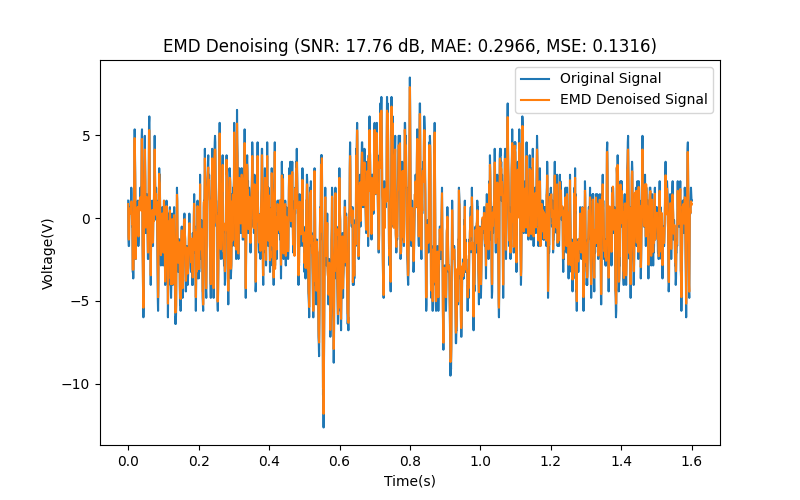 EMD Denoising (SNR: 17.76 dB, MAE: 0.2966, MSE: 0.1316)
Original Signal
EMD Denoised Signal
5
0
−5
−10
Voltage(V)
0.0 0.2 0.4 0.6 0.8 1.0 1.2 1.4 1.6
Time(s)